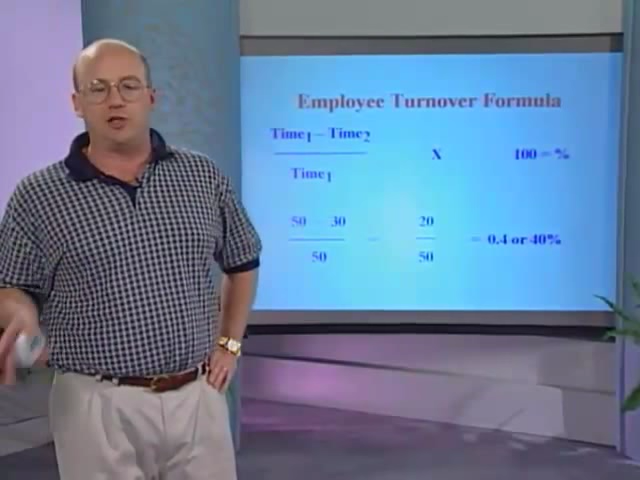 Employee Turnover Formula
Time1 – Time2
Time1
X
100 = %
50 – 30
50
=
20
50
= 0.4 or 40%